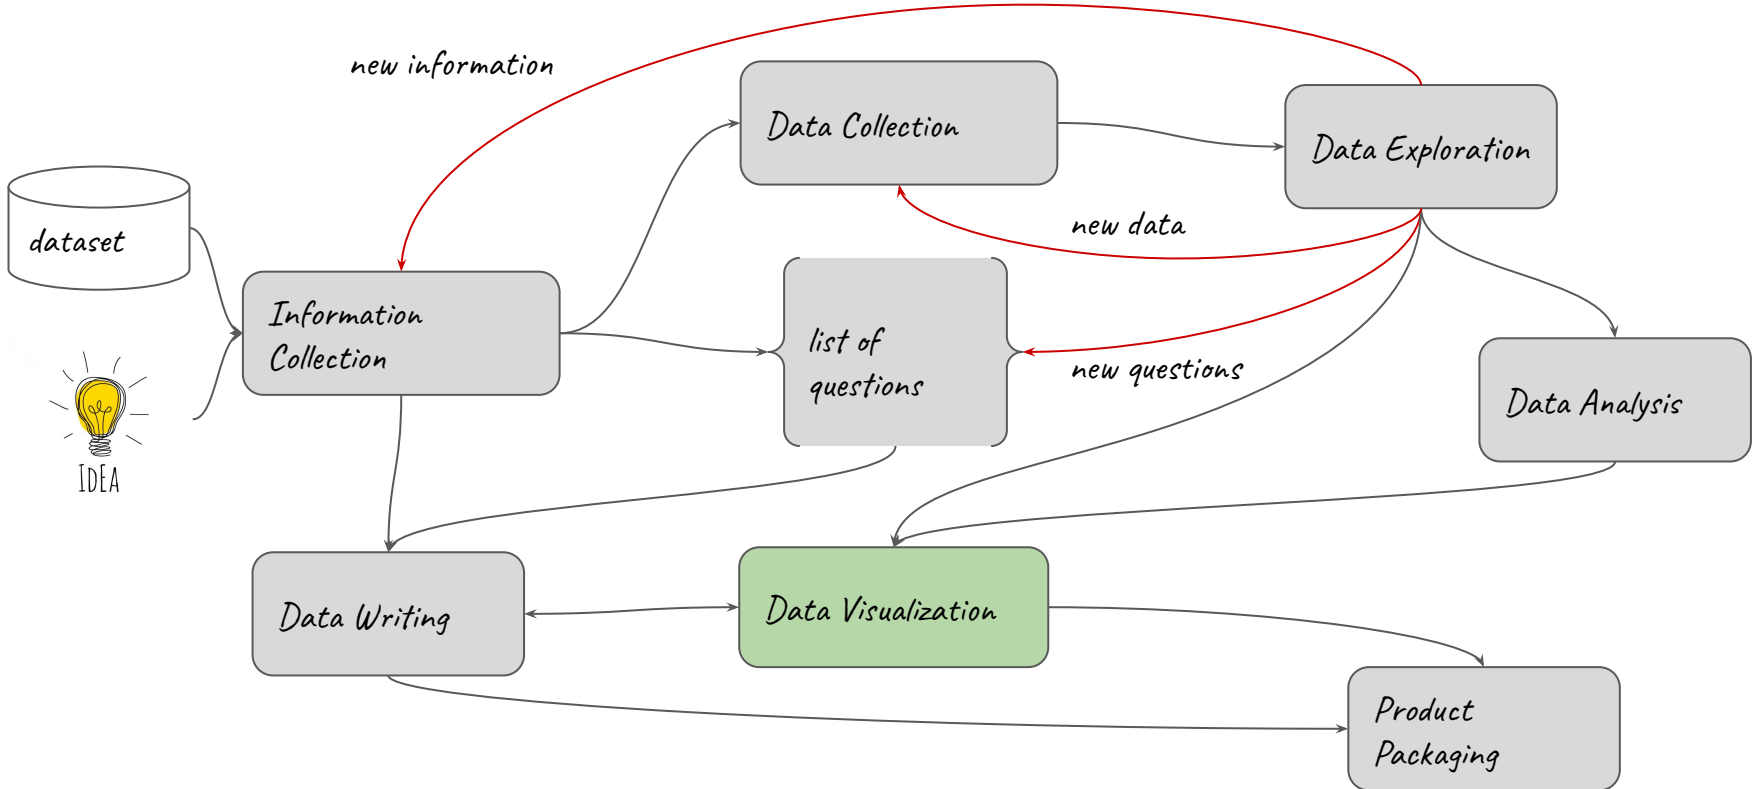 new information
Data Collection
Data Exploration
dataset
new data
Information
Collection
list of
questions
new questions
Data Analysis
IDEA
Data Writing
Data Visualization
Product
Packaging